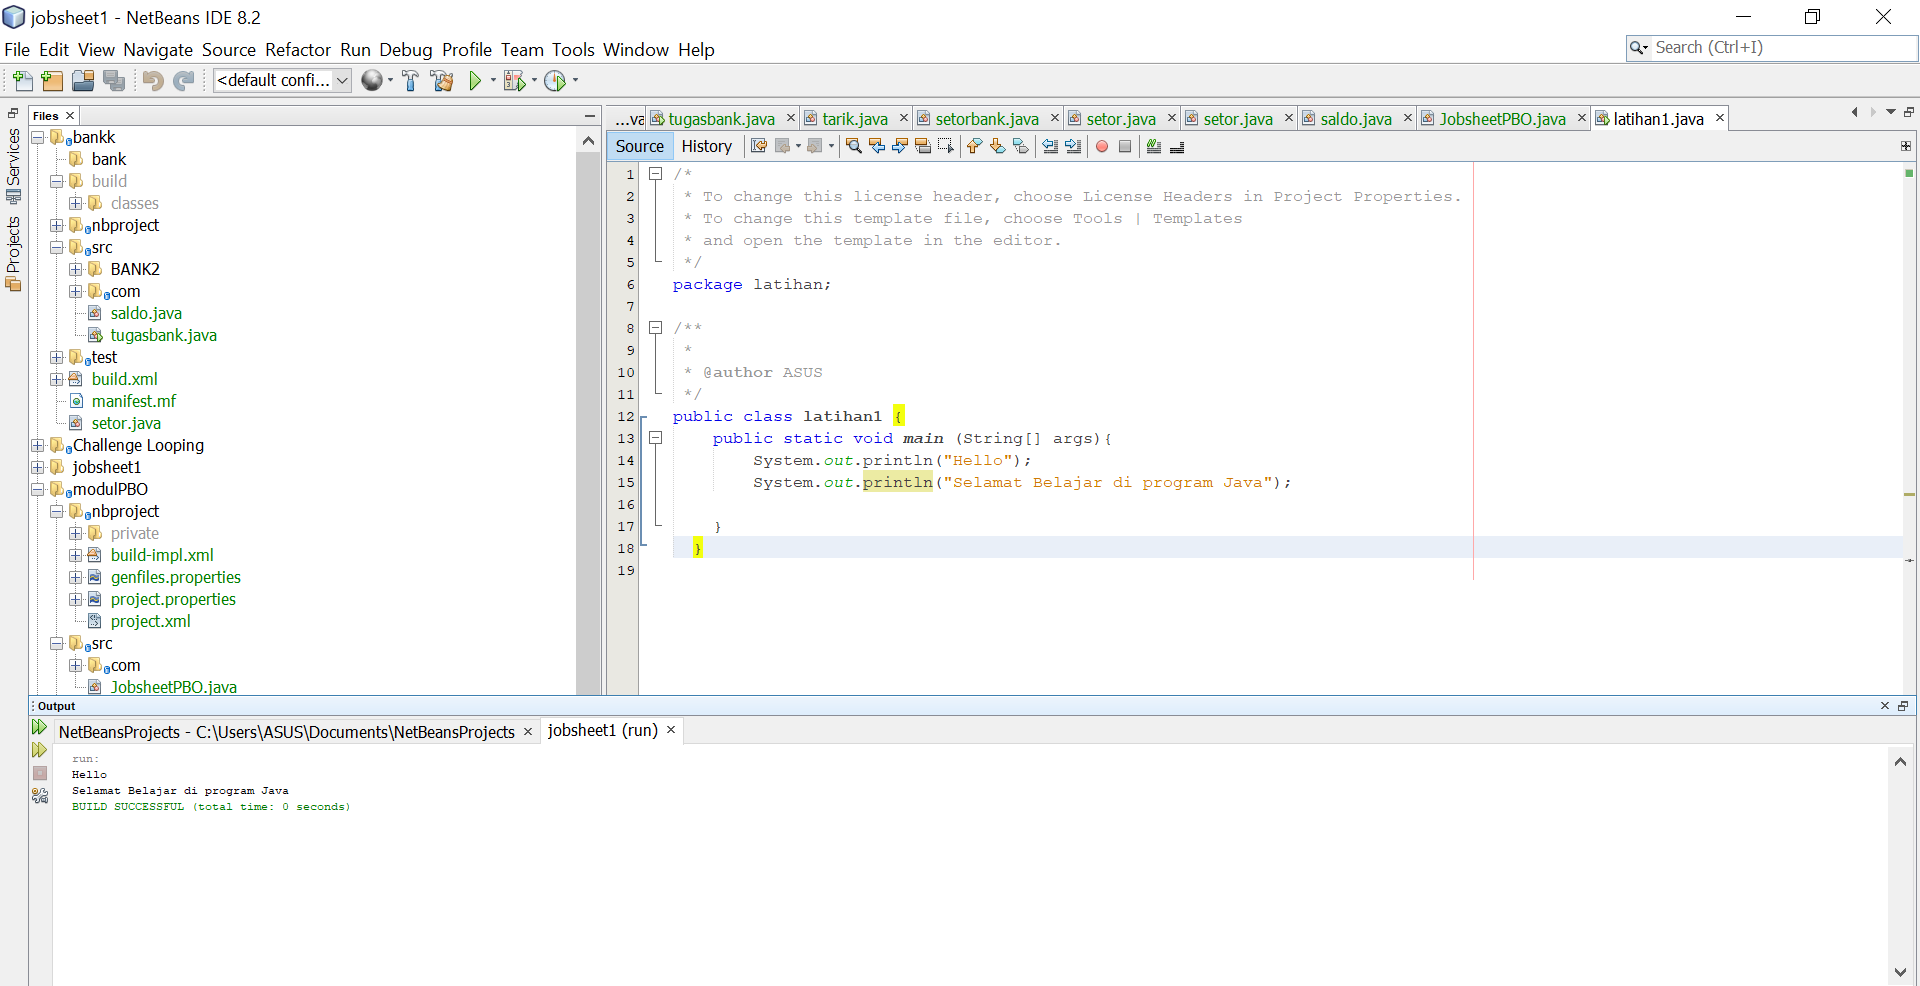 jobsheet1 - NetBeans IDE 8.2
File Edit View Navigate Source Refactor Run Debug Profile Team Tools Window Help
Search (Ctrl+I)
<default confi...
Services
Projects
Files
bankk
bank
build
classes
nbproject
src
BANK2
com
saldo.java
tugasbank.java
test
build.xml
manifest.mf
setor.java
Challenge Looping
jobsheet1
modulPBO
nbproject
private
build-impl.xml
genfiles.properties
project.properties
project.xml
src
com
JobsheetPBO.java
...va tugasbank.java tarik.java setorbank.java setor.java setor.java saldo.java JobsheetPBO.java latihan1.java
Source History
1 /*
2 * To change this license header, choose License Headers in Project Properties.
3 * To change this template file, choose Tools | Templates
4 * and open the template in the editor.
5 */
6 package latihan;
7
8 /**
9 *
10 * @author ASUS
11 */
12 public class latihan1 {
13 public static void main (String[] args){
14 System.out.println("Hello");
15 System.out.println("Selamat Belajar di program Java");
16
17 }
18 }
19
Output
NetBeansProjects - C:\Users\ASUS\Documents\NetBeansProjects jobsheet1 (run)
run:
Hello
Selamat Belajar di program Java
BUILD SUCCESSFUL (total time: 0 seconds)